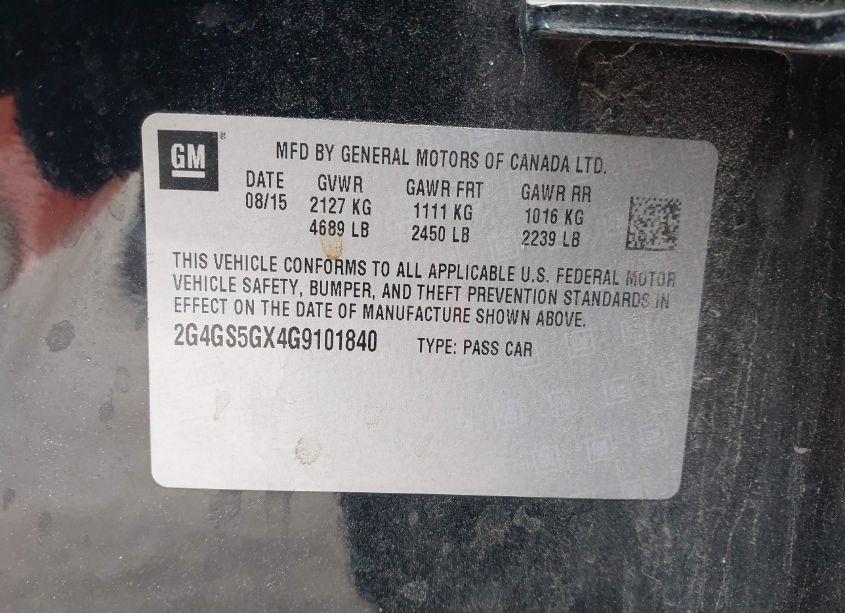 GM ®
MFD BY GENERAL MOTORS OF CANADA LTD.
DATE GVWR GAWR FRT GAWR RR
08/15 2127 KG 1111 KG 1016 KG
4689 LB 2450 LB 2239 LB
THIS VEHICLE CONFORMS TO ALL APPLICABLE U.S. FEDERAL MOTOR
VEHICLE SAFETY, BUMPER, AND THEFT PREVENTION STANDARDS IN
EFFECT ON THE DATE OF MANUFACTURE SHOWN ABOVE.
2G4GS5GX4G9101840 TYPE: PASS CAR